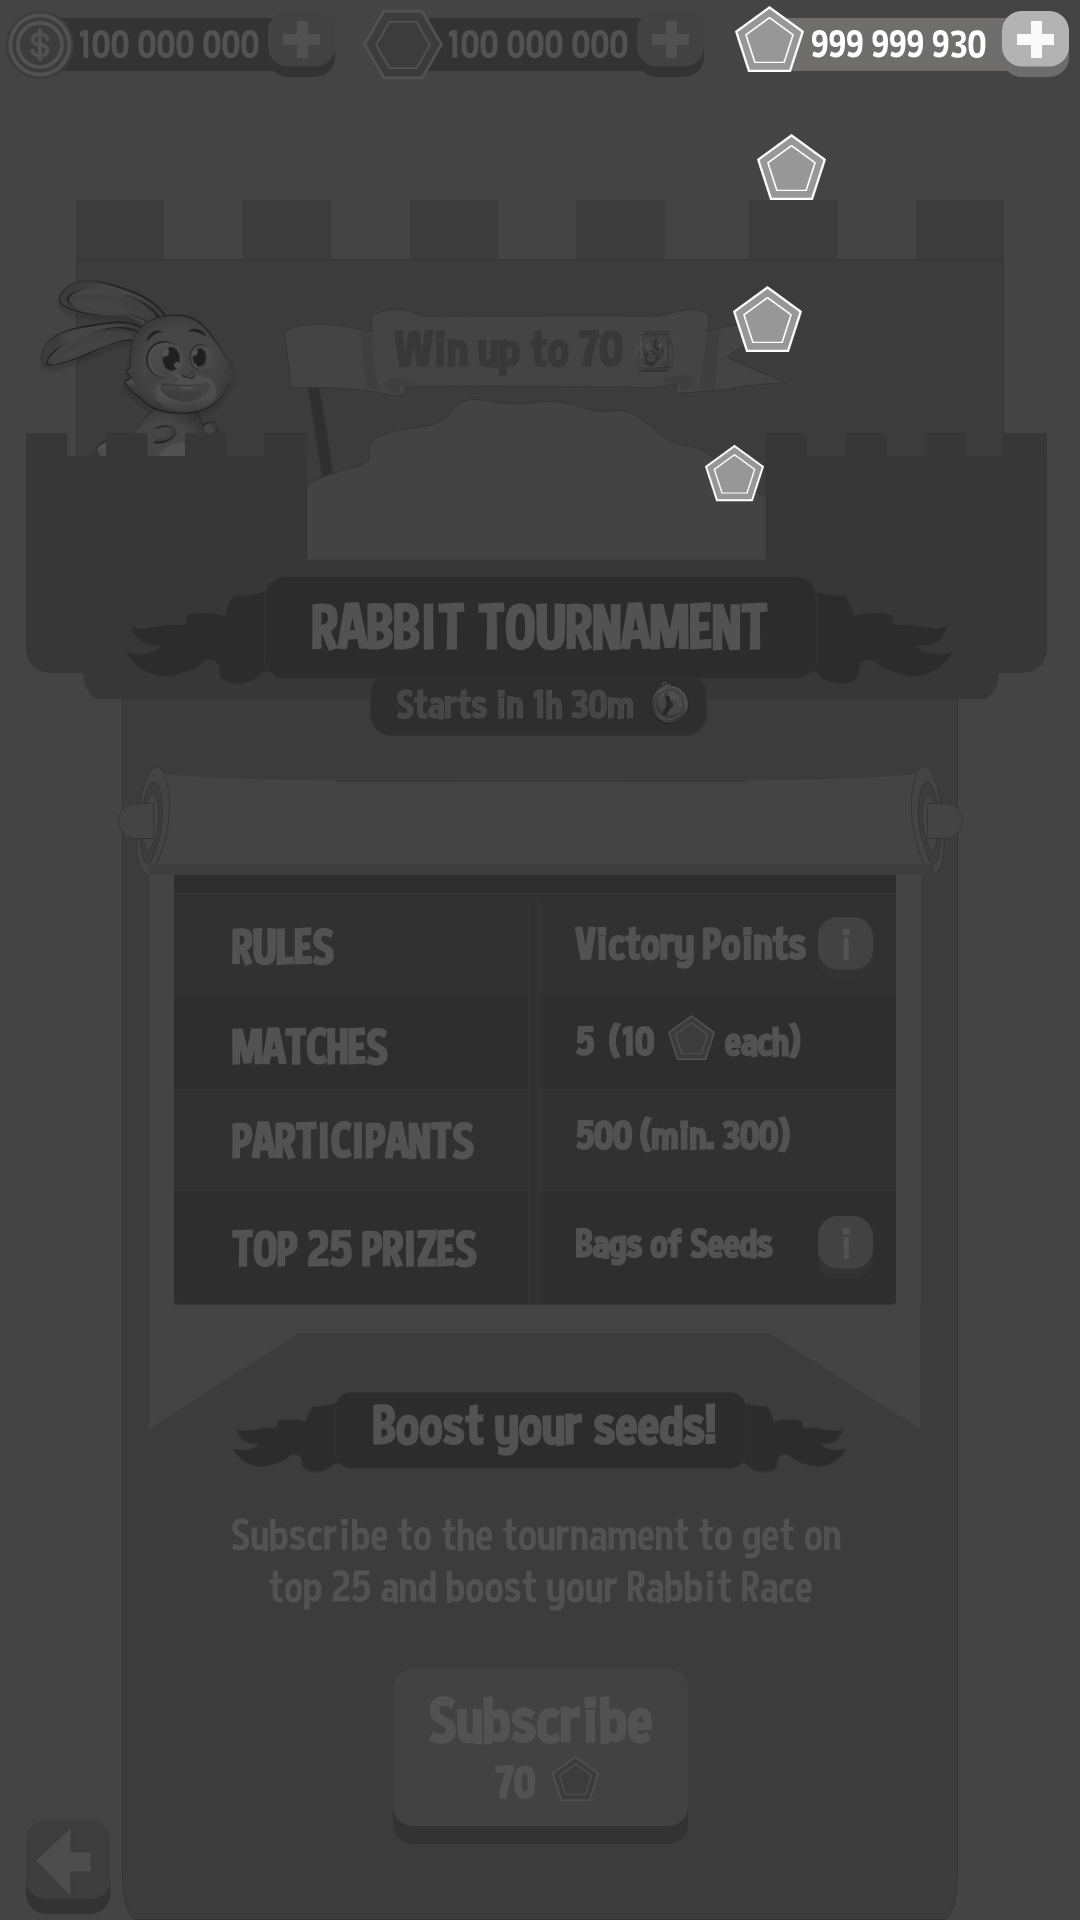 100 000 000
100 000 000
999 999 930
Win up to 70
RABBIT TOURNAMENT
Starts in 1h 30m
RULES
Victory Points i
MATCHES
5 (10 each)
PARTICIPANTS
500 (min. 300)
TOP 25 PRIZES
Bags of Seeds i
Boost your seeds!
Subscribe to the tournament to get on
top 25 and boost your Rabbit Race
Subscribe
70